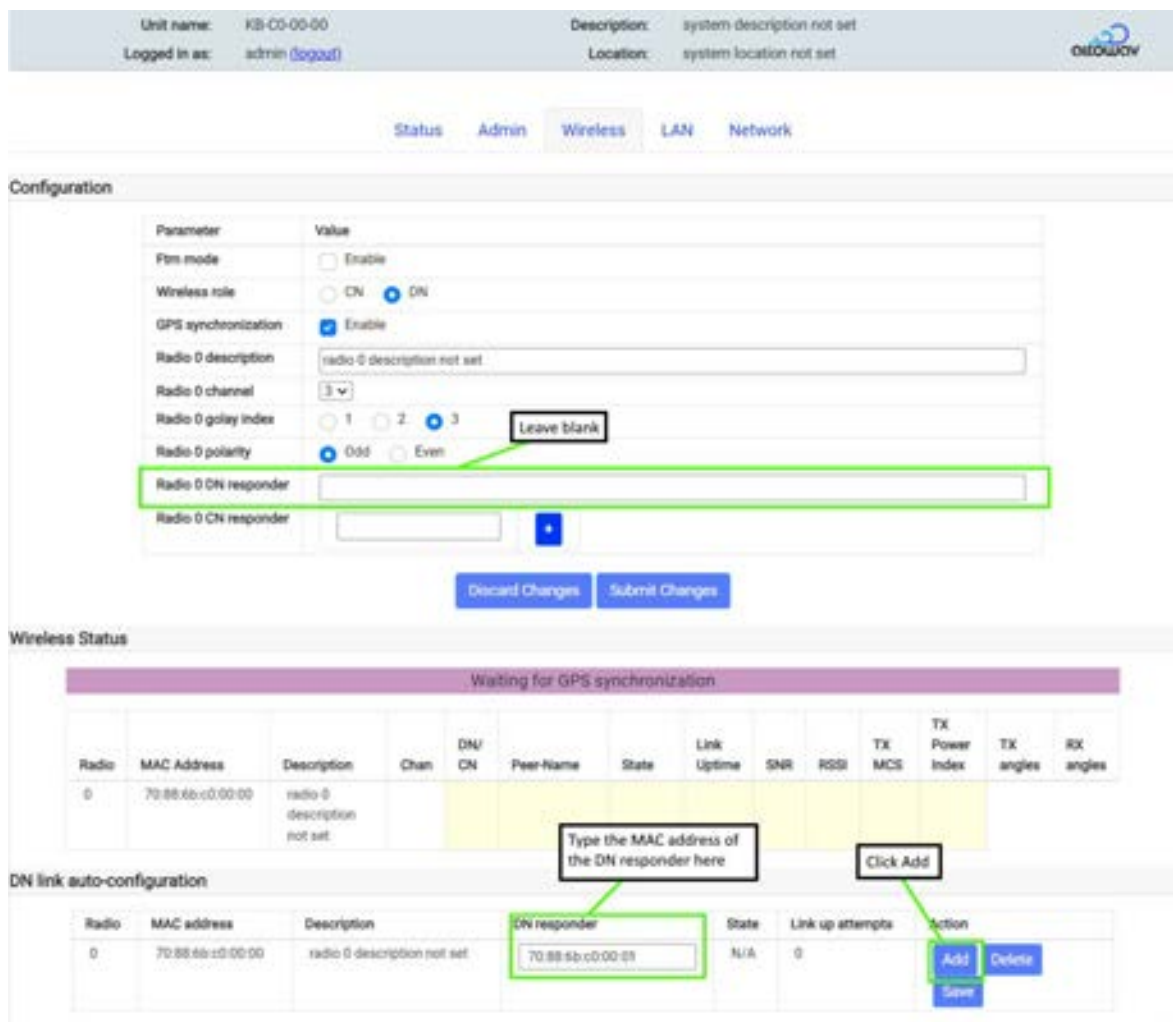 Unit name: KB-C0-00-00 Description: system description not set
Logged in as: admin (logout) Location: system location not set
Status Admin Wireless LAN Network
Configuration
Parameter Value
Ftm mode Enable
Wireless role CN DN
GPS synchronization Enable
Radio 0 description radio 0 description not set
Radio 0 channel 3
Radio 0 golay index 1 2 3
Leave blank
Radio 0 polarity Odd Even
Radio 0 DN responder
Radio 0 CN responder +
Discard Changes Submit Changes
Wireless Status
Waiting for GPS synchronization
Radio MAC Address Description Chan DN/ CN Peer-Name State Link Uptime SNR RSSI TX MCS TX Power Index TX angles RX angles
0 70:88:6b:c0:00:00 radio 0
description
not set
Type the MAC address of
the DN responder here
Click Add
DN link auto-configuration
Radio MAC address Description DN responder State Link up attempts Action
0 70:88:6b:c0:00:00 radio 0 description not set 70:88:6b:c0:00:01 N/A 0 Add Delete
Save